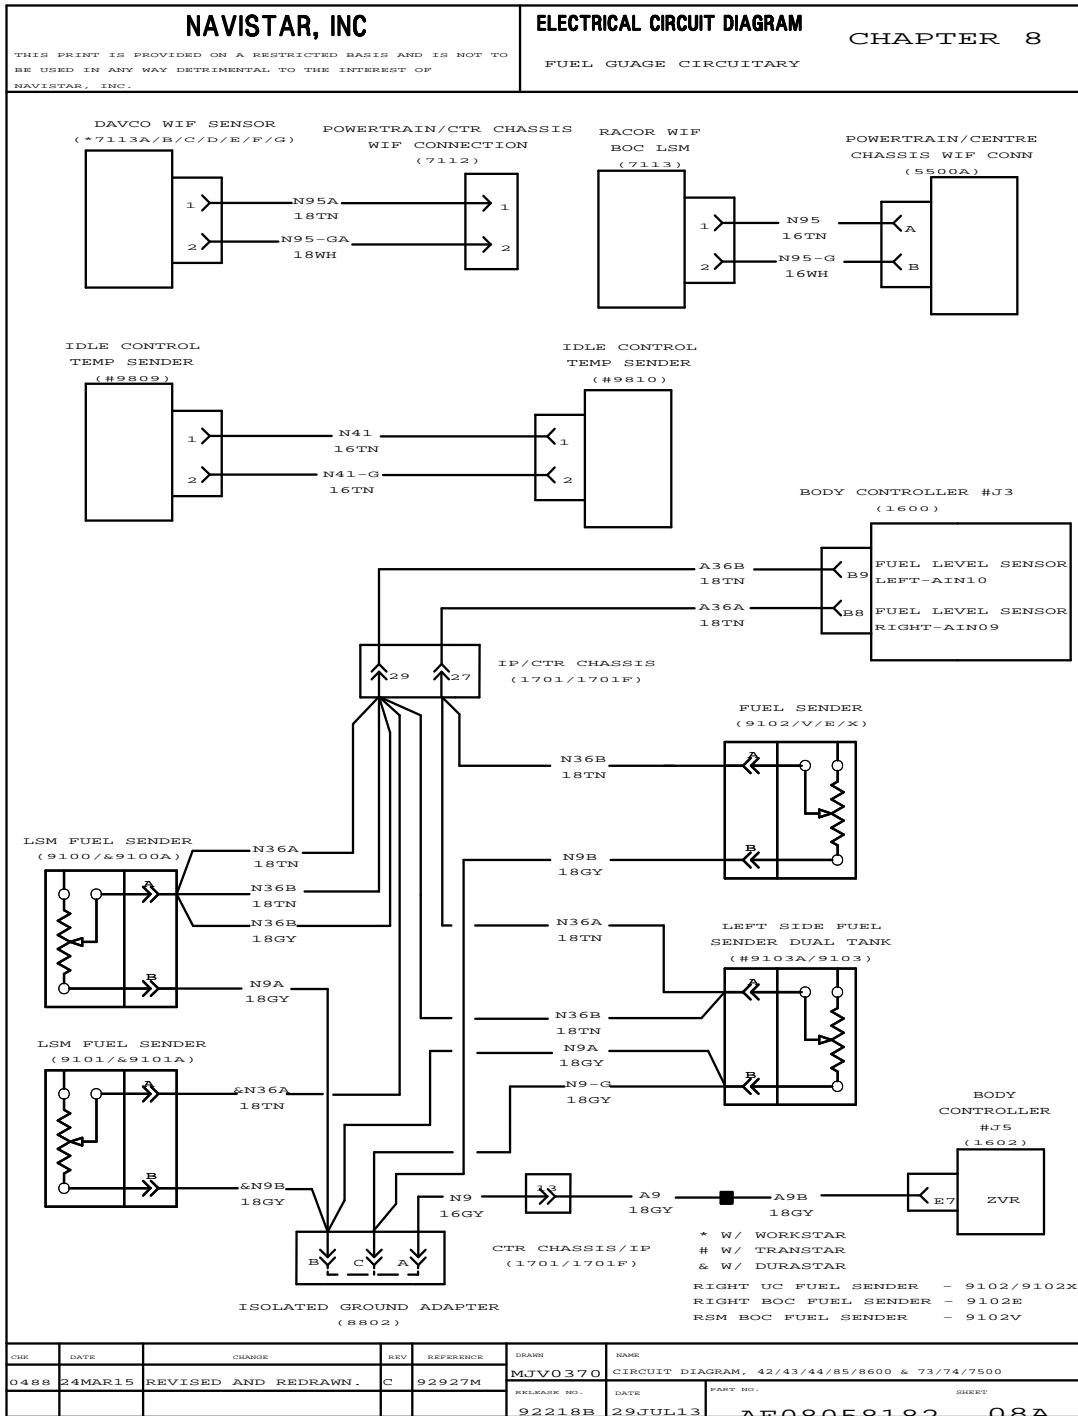 NAVISTAR, INC
THIS PRINT IS PROVIDED ON A RESTRICTED BASIS AND IS NOT TO
BE USED IN ANY WAY DETRIMENTAL TO THE INTEREST OF
NAVISTAR, INC.
ELECTRICAL CIRCUIT DIAGRAM
FUEL GUAGE CIRCUITARY
CHAPTER 8
DAVCO WIF SENSOR
(*7113A/B/C/D/E/F/G)
1
2
N95A
18TN
N95-GA
18WH
POWERTRAIN/CTR CHASSIS
WIF CONNECTION
(7112)
1
2
RACOR WIF
BOC LSM
(7113)
1
2
N95
16TN
N95-G
16WH
POWERTRAIN/CENTRE
CHASSIS WIF CONN
(5500A)
A
B
IDLE CONTROL
TEMP SENDER
(#9809)
1
2
N41
16TN
N41-G
16TN
IDLE CONTROL
TEMP SENDER
(#9810)
1
2
BODY CONTROLLER #J3
(1600)
A36B
18TN
B9
FUEL LEVEL SENSOR
LEFT-AIN10
A36A
18TN
B8
FUEL LEVEL SENSOR
RIGHT-AIN09
29
27
IP/CTR CHASSIS
(1701/1701F)
FUEL SENDER
(9102/V/E/X)
N36B
18TN
A
N9B
18GY
B
LSM FUEL SENDER
(9100/&9100A)
A
N36A
18TN
N36B
18TN
N36B
18GY
B
N9A
18GY
LEFT SIDE FUEL
SENDER DUAL TANK
(#9103A/9103)
N36A
18TN
A
N36B
18TN
N9A
18GY
B
N9-G
18GY
LSM FUEL SENDER
(9101/&9101A)
A
&N36A
18TN
B
&N9B
18GY
BODY
CONTROLLER
#J5
(1602)
N9
16GY
13
A9
18GY
A9B
18GY
E7
ZVR
B
C
A
CTR CHASSIS/IP
(1701/1701F)
ISOLATED GROUND ADAPTER
(8802)
* W/ WORKSTAR
# W/ TRANSTAR
& W/ DURASTAR
RIGHT UC FUEL SENDER - 9102/9102X
RIGHT BOC FUEL SENDER - 9102E
RSM BOC FUEL SENDER - 9102V
CHK DATE CHANGE REV REFERENCE
0488 24MAR15 REVISED AND REDRAWN. C 92927M
DRAWN
MJV0370
NAME
CIRCUIT DIAGRAM, 42/43/44/85/8600 & 73/74/7500
RELEASE NO.
92218B
DATE
29JUL13
PART NO.
AE08058182
SHEET
08A